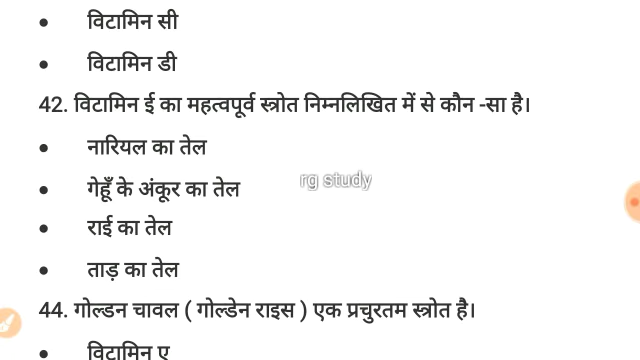 • विटामिन सी
• विटामिन डी
42. विटामिन ई का महत्वपूर्व स्त्रोत निम्नलिखित में से कौन -सा है।
• नारियल का तेल
• गेहूँ के अंकूर का तेल
rg study
• राई का तेल
• ताड़ का तेल
44. गोल्डन चावल ( गोल्डेन राइस ) एक प्रचुरतम स्त्रोत है।
• विटामिन ए